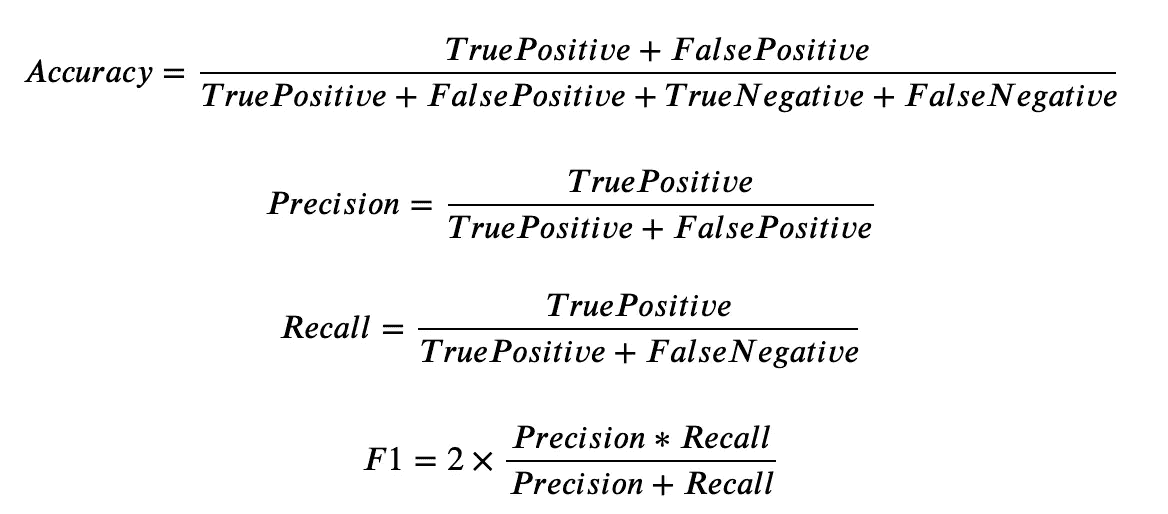 Accuracy = TruePositive + FalsePositive / TruePositive + FalsePositive + TrueNegative + FalseNegative
Precision = TruePositive / TruePositive + FalsePositive
Recall = TruePositive / TruePositive + FalseNegative
F1 = 2 × Precision * Recall / Precision + Recall